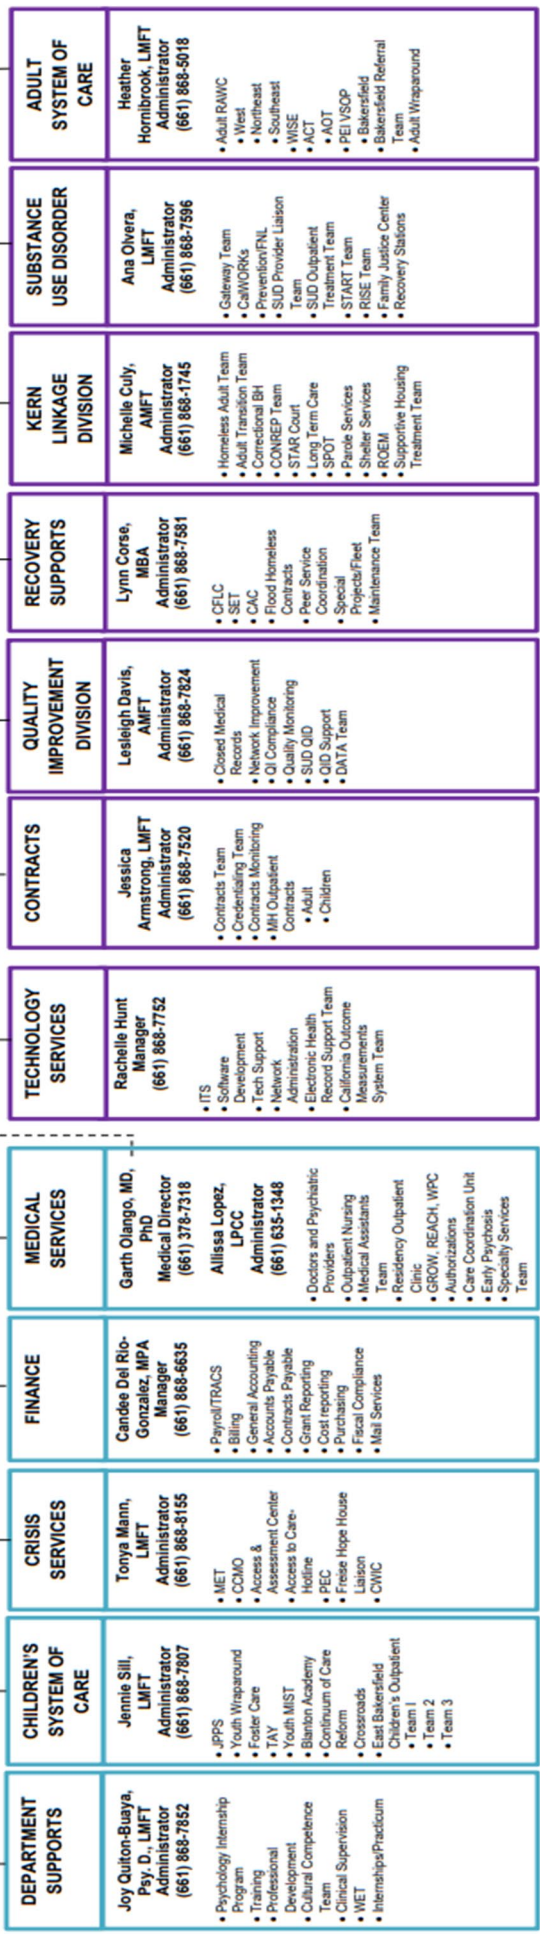 DEPARTMENT
SUPPORTS
Joy Quiton-Buaya,
Psy. D., LMFT
Administrator
(661) 868-7852
• Psychology Internship
Program
• Training
• Professional
Development
• Cultural Competence
Team
• Clinical Supervision
• WET
• Internships/Practicum
CHILDREN'S
SYSTEM OF
CARE
Jennie Sill,
LMFT
Administrator
(661) 868-7807
• JPPS
• Youth Wraparound
• Foster Care
• TAY
• Youth MIST
• Blanton Academy
• Continuum of Care
Reform
• Crossroads
• East Bakersfield
Children's Outpatient
• Team I
• Team 2
• Team 3
CRISIS
SERVICES
Tonya Mann,
LMFT
Administrator
(661) 868-8155
• MET
• CCMO
• Access &
Assessment Center
• Access to Care-
Hotline
• PEC
• Freise Hope House
Liaison
• CWIC
FINANCE
Candee Del Rio-
Gonzalez, MPA
Manager
(661) 868-6635
• Payroll/TRACS
• Billing
• General Accounting
• Accounts Payable
• Contracts Payable
• Grant Reporting
• Cost reporting
• Purchasing
• Fiscal Compliance
• Mail Services
MEDICAL
SERVICES
Garth Olango, MD,
PhD
Medical Director
(661) 378-7318
Allissa Lopez,
LPCC
Administrator
(661) 635-1348
• Doctors and Psychiatric
Providers
• Outpatient Nursing
• Medical Assistants
Team
• Residency Outpatient
Clinic
• GROW, REACH, WPC
• Authorizations
• Care Coordination Unit
• Early Psychosis
• Specialty Services
Team
TECHNOLOGY
SERVICES
Rachelle Hunt
Manager
(661) 868-7752
• ITS
• Software
Development
• Tech Support
• Network
Administration
• Electronic Health
Record Support Team
• California Outcome
Measurements
System Team
CONTRACTS
Jessica
Armstrong, LMFT
Administrator
(661) 868-7520
• Contracts Team
• Credentialing Team
• Contracts Monitoring
• MH Outpatient
Contracts
• Adult
• Children
QUALITY
IMPROVEMENT
DIVISION
Lesleigh Davis,
AMFT
Administrator
(661) 868-7824
• Closed Medical
Records
• Network Improvement
• QI Compliance
• Quality Monitoring
• SUD QID
• QID Support
• DATA Team
RECOVERY
SUPPORTS
Lynn Corse,
MBA
Administrator
(661) 868-7581
• CFLC
• SET
• CAC
• Flood Homeless
Contracts
• Peer Service
Coordination
• Special
Projects/Fleet
• Maintenance Team
KERN
LINKAGE
DIVISION
Michelle Culy,
AMFT
Administrator
(661) 868-1745
• Homeless Adult Team
• Adult Transition Team
• Correctional BH
• CONREP Team
• STAR Court
• Long Term Care
• SPOT
• Parole Services
• Shelter Services
• ROEM
• Supportive Housing
Treatment Team
SUBSTANCE
USE DISORDER
Ana Olvera,
LMFT
Administrator
(661) 868-7596
• Gateway Team
• CalWORKs
• Prevention/FNL
• SUD Provider Liaison
Team
• SUD Outpatient
Treatment Team
• START Team
• RISE Team
• Family Justice Center
• Recovery Stations
ADULT
SYSTEM OF
CARE
Heather
Hornibrook, LMFT
Administrator
(661) 868-5018
• Adult RAWC
• West
• Northeast
• Southeast
• WISE
• ACT
• AOT
• PEI VSOP
• Bakersfield
• Bakersfield Referral
Team
• Adult Wraparound